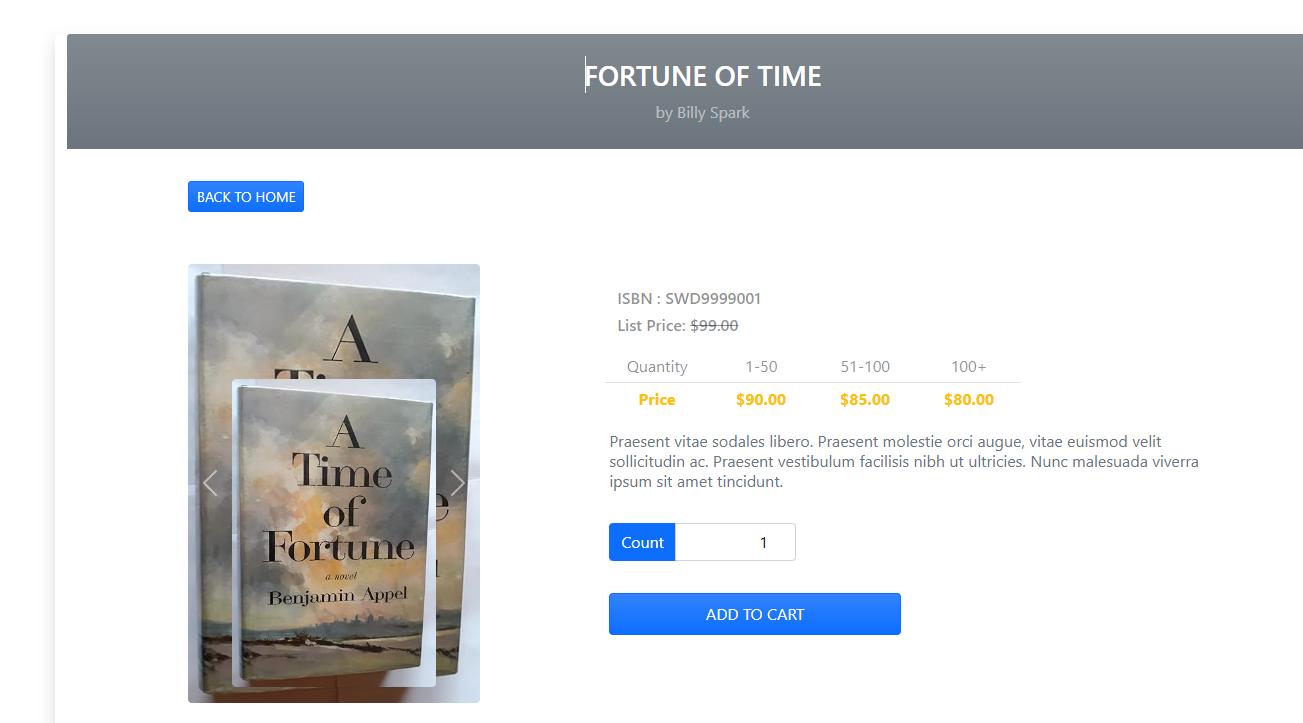 FORTUNE OF TIME
by Billy Spark
BACK TO HOME
A
Time
of
Fortune
a novel
Benjamin Appel
A
ISBN : SWD9999001
List Price: $99.00
Quantity 1-50 51-100 100+
Price $90.00 $85.00 $80.00
Praesent vitae sodales libero. Praesent molestie orci augue, vitae euismod velit
sollicitudin ac. Praesent vestibulum facilisis nibh ut ultricies. Nunc malesuada viverra
ipsum sit amet tincidunt.
Count 1
ADD TO CART